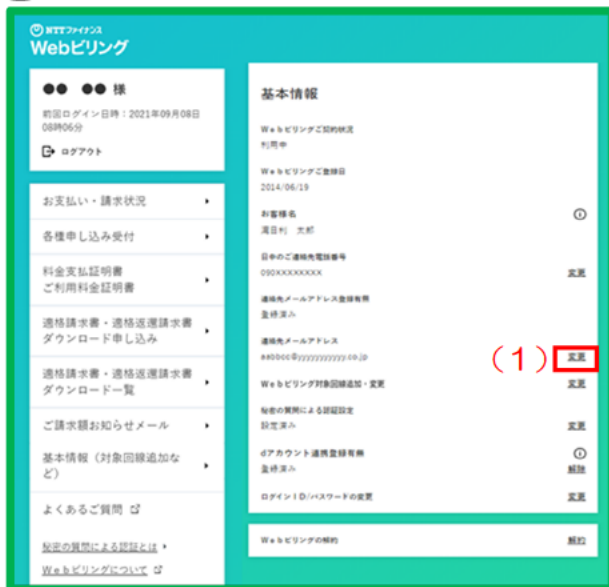 NTTファイナンス
Webビリング
●● ●● 様
前回ログイン日時：2021年09月08日
08時06分
ログアウト
お支払い・請求状況
各種申し込み受付
料金支払証明書
ご利用料金証明書
適格請求書・適格返還請求書
ダウンロード申し込み
適格請求書・適格返還請求書
ダウンロード一覧
ご請求額お知らせメール
基本情報（対象回線追加な
ど）
よくあるご質問
秘密の質問による認証とは
Webビリングについて
基本情報
Webビリングご契約状況
利用中
Webビリングご登録日
2014/06/19
お客様名
太郎
日中のご連絡先電話番号
090XXXXXXXX 変更
連絡先メールアドレス登録有無
登録済み
連絡先メールアドレス
aabbcc@yyyyyyyyyyy.co.jp (1) 変更
Webビリング対象回線追加・変更 変更
秘密の質問による認証設定
設定済み 変更
dアカウント連携登録有無
登録済み 解除
ログインID/パスワードの変更 変更
Webビリングの解約 解約